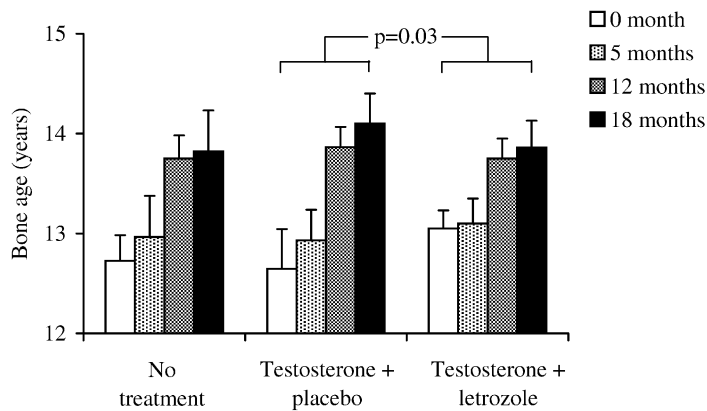 15
14
13
12
Bone age (years)
p=0.03
0 month
5 months
12 months
18 months
No
treatment
Testosterone +
placebo
Testosterone +
letrozole